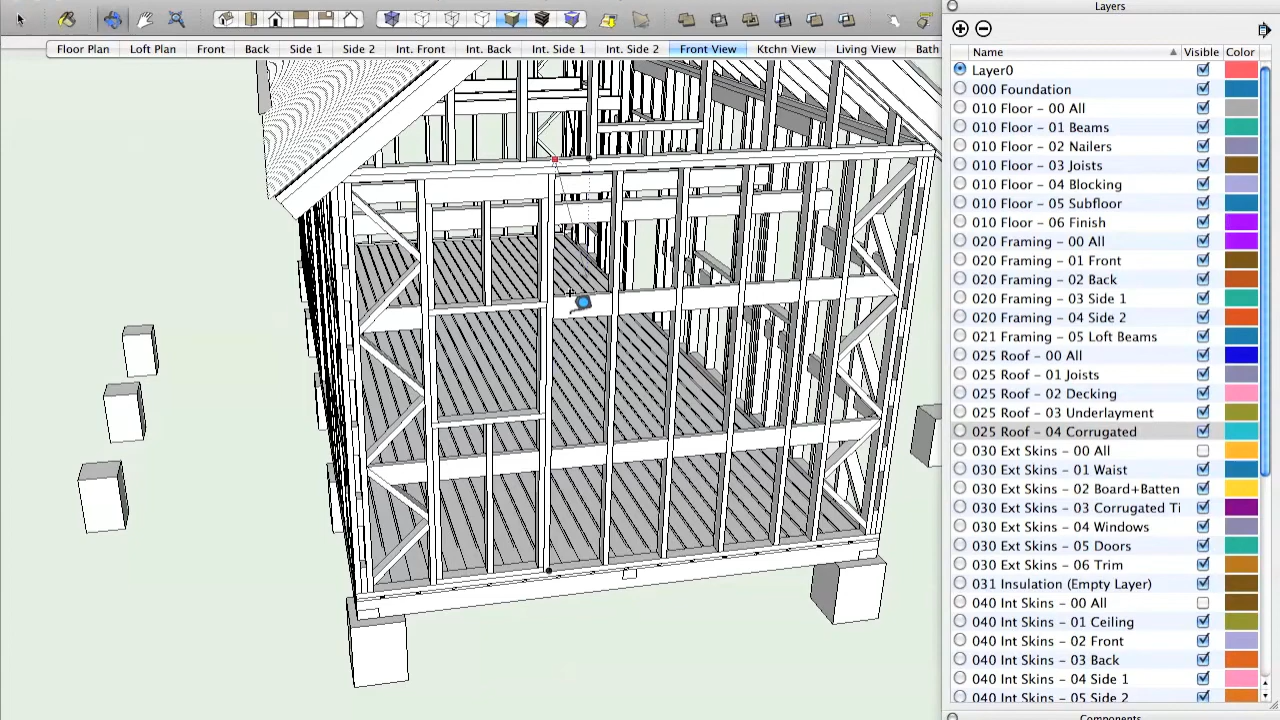 Layers
Floor Plan Loft Plan Front Back Side 1 Side 2 Int. Front Int. Back Int. Side 1 Int. Side 2 Front View Ktchn View Living View Bath
Name Visible Color
Layer0
000 Foundation
010 Floor - 00 All
010 Floor - 01 Beams
010 Floor - 02 Nailers
010 Floor - 03 Joists
010 Floor - 04 Blocking
010 Floor - 05 Subfloor
010 Floor - 06 Finish
020 Framing - 00 All
020 Framing - 01 Front
020 Framing - 02 Back
020 Framing - 03 Side 1
020 Framing - 04 Side 2
021 Framing - 05 Loft Beams
025 Roof - 00 All
025 Roof - 01 Joists
025 Roof - 02 Decking
025 Roof - 03 Underlayment
025 Roof - 04 Corrugated
030 Ext Skins - 00 All
030 Ext Skins - 01 Waist
030 Ext Skins - 02 Board+Batten
030 Ext Skins - 03 Corrugated Ti
030 Ext Skins - 04 Windows
030 Ext Skins - 05 Doors
030 Ext Skins - 06 Trim
031 Insulation (Empty Layer)
040 Int Skins - 00 All
040 Int Skins - 01 Ceiling
040 Int Skins - 02 Front
040 Int Skins - 03 Back
040 Int Skins - 04 Side 1
040 Int Skins - 05 Side 2
Components